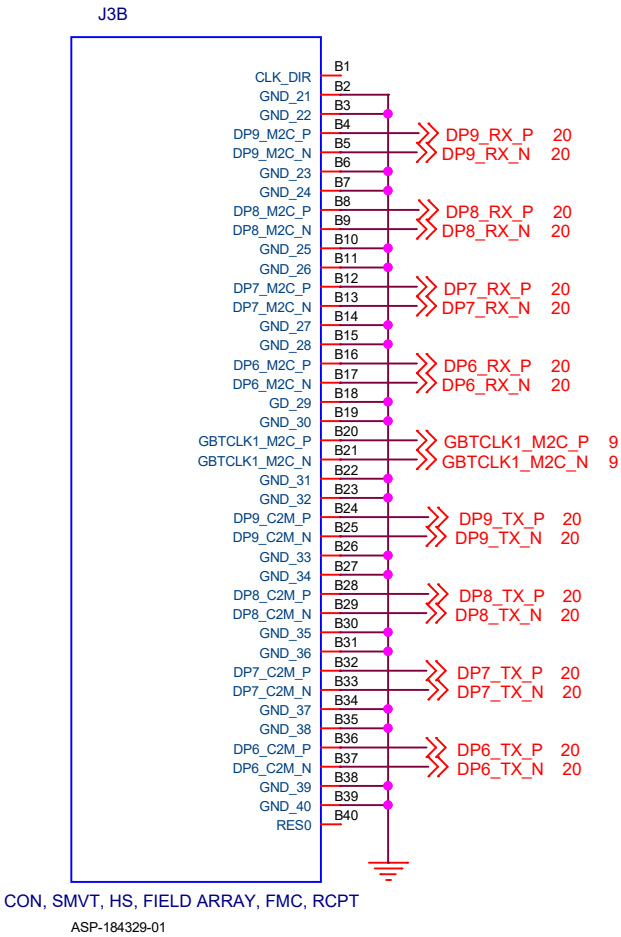 J3B
CLK_DIR B1
GND_21 B2
GND_22 B3
DP9_M2C_P B4 DP9_RX_P 20
DP9_M2C_N B5 DP9_RX_N 20
GND_23 B6
GND_24 B7
DP8_M2C_P B8 DP8_RX_P 20
DP8_M2C_N B9 DP8_RX_N 20
GND_25 B10
GND_26 B11
DP7_M2C_P B12 DP7_RX_P 20
DP7_M2C_N B13 DP7_RX_N 20
GND_27 B14
GND_28 B15
DP6_M2C_P B16 DP6_RX_P 20
DP6_M2C_N B17 DP6_RX_N 20
GD_29 B18
GND_30 B19
GBTCLK1_M2C_P B20 GBTCLK1_M2C_P 9
GBTCLK1_M2C_N B21 GBTCLK1_M2C_N 9
GND_31 B22
GND_32 B23
DP9_C2M_P B24 DP9_TX_P 20
DP9_C2M_N B25 DP9_TX_N 20
GND_33 B26
GND_34 B27
DP8_C2M_P B28 DP8_TX_P 20
DP8_C2M_N B29 DP8_TX_N 20
GND_35 B30
GND_36 B31
DP7_C2M_P B32 DP7_TX_P 20
DP7_C2M_N B33 DP7_TX_N 20
GND_37 B34
GND_38 B35
DP6_C2M_P B36 DP6_TX_P 20
DP6_C2M_N B37 DP6_TX_N 20
GND_39 B38
GND_40 B39
RES0 B40
CON, SMVT, HS, FIELD ARRAY, FMC, RCPT
ASP-184329-01